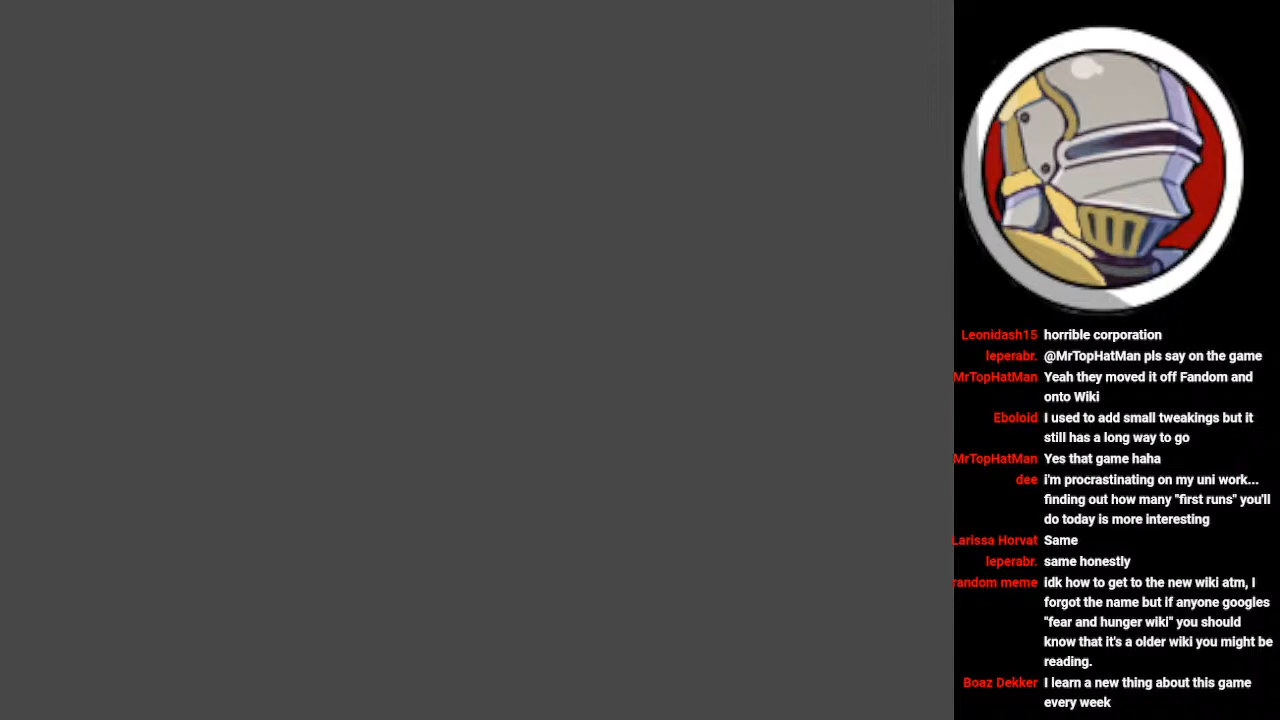 Leonidash15 horrible corporation
leperabr. @MrTopHatMan pls say on the game
MrTopHatMan Yeah they moved it off Fandom and
onto Wiki
Eboloid I used to add small tweakings but it
still has a long way to go
MrTopHatMan Yes that game haha
dee i'm procrastinating on my uni work...
finding out how many "first runs" you'll
do today is more interesting
Larissa Horvat Same
leperabr. same honestly
random meme idk how to get to the new wiki atm, I
forgot the name but if anyone googles
"fear and hunger wiki" you should
know that it's a older wiki you might be
reading.
Boaz Dekker I learn a new thing about this game
every week